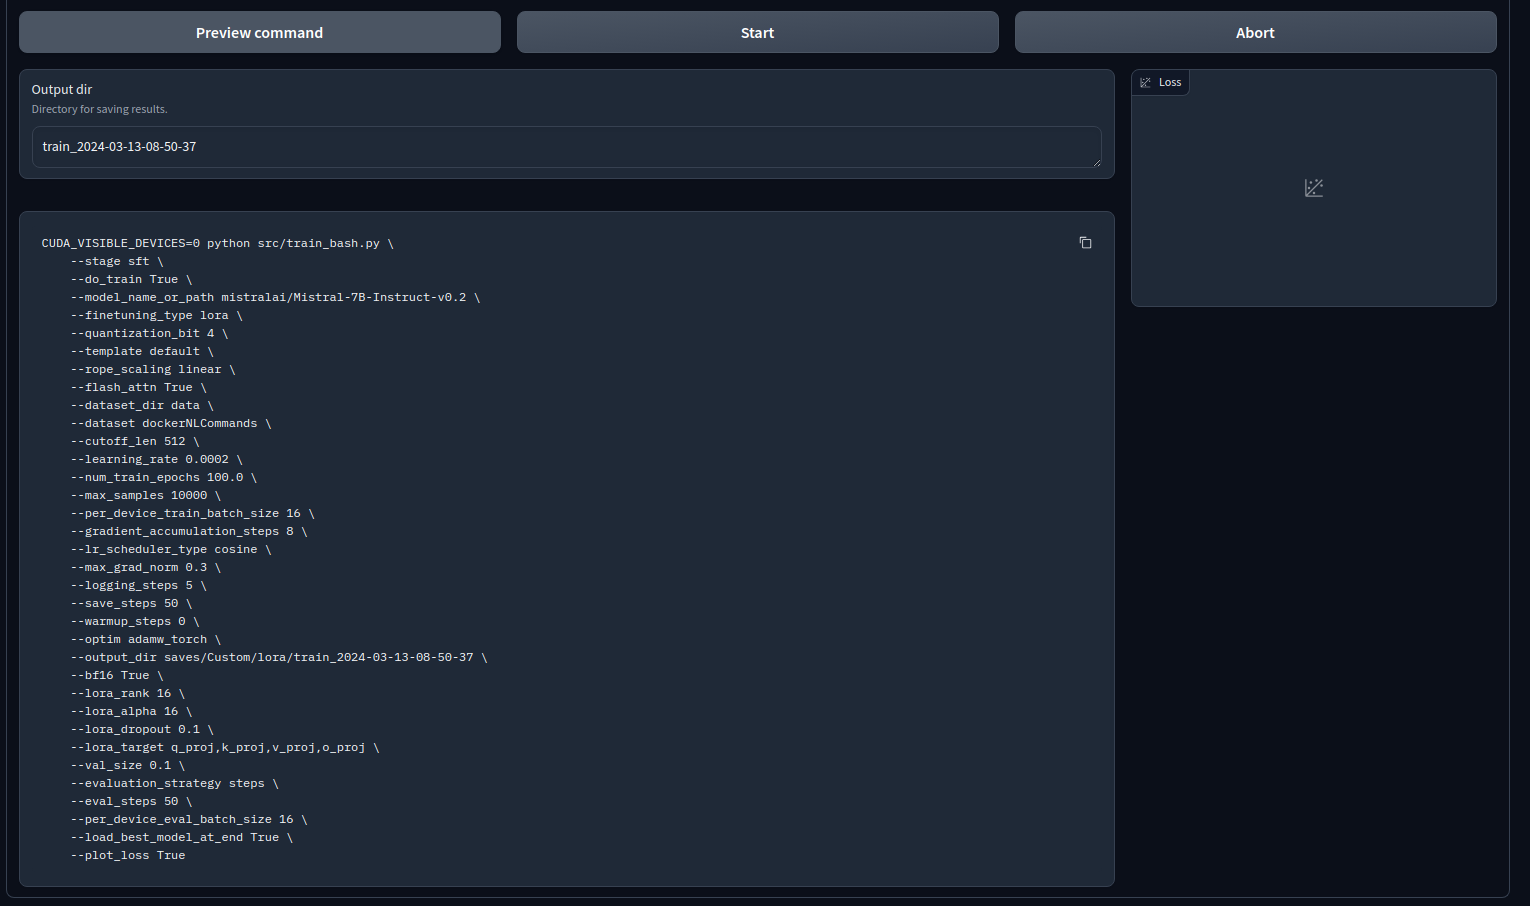 Preview command
Start
Abort
Output dir
Directory for saving results.
train_2024-03-13-08-50-37
Loss
CUDA_VISIBLE_DEVICES=0 python src/train_bash.py \
--stage sft \
--do_train True \
--model_name_or_path mistralai/Mistral-7B-Instruct-v0.2 \
--finetuning_type lora \
--quantization_bit 4 \
--template default \
--rope_scaling linear \
--flash_attn True \
--dataset_dir data \
--dataset dockerNLCommands \
--cutoff_len 512 \
--learning_rate 0.0002 \
--num_train_epochs 100.0 \
--max_samples 10000 \
--per_device_train_batch_size 16 \
--gradient_accumulation_steps 8 \
--lr_scheduler_type cosine \
--max_grad_norm 0.3 \
--logging_steps 5 \
--save_steps 50 \
--warmup_steps 0 \
--optim adamw_torch \
--output_dir saves/Custom/lora/train_2024-03-13-08-50-37 \
--bf16 True \
--lora_rank 16 \
--lora_alpha 16 \
--lora_dropout 0.1 \
--lora_target q_proj,k_proj,v_proj,o_proj \
--val_size 0.1 \
--evaluation_strategy steps \
--eval_steps 50 \
--per_device_eval_batch_size 16 \
--load_best_model_at_end True \
--plot_loss True